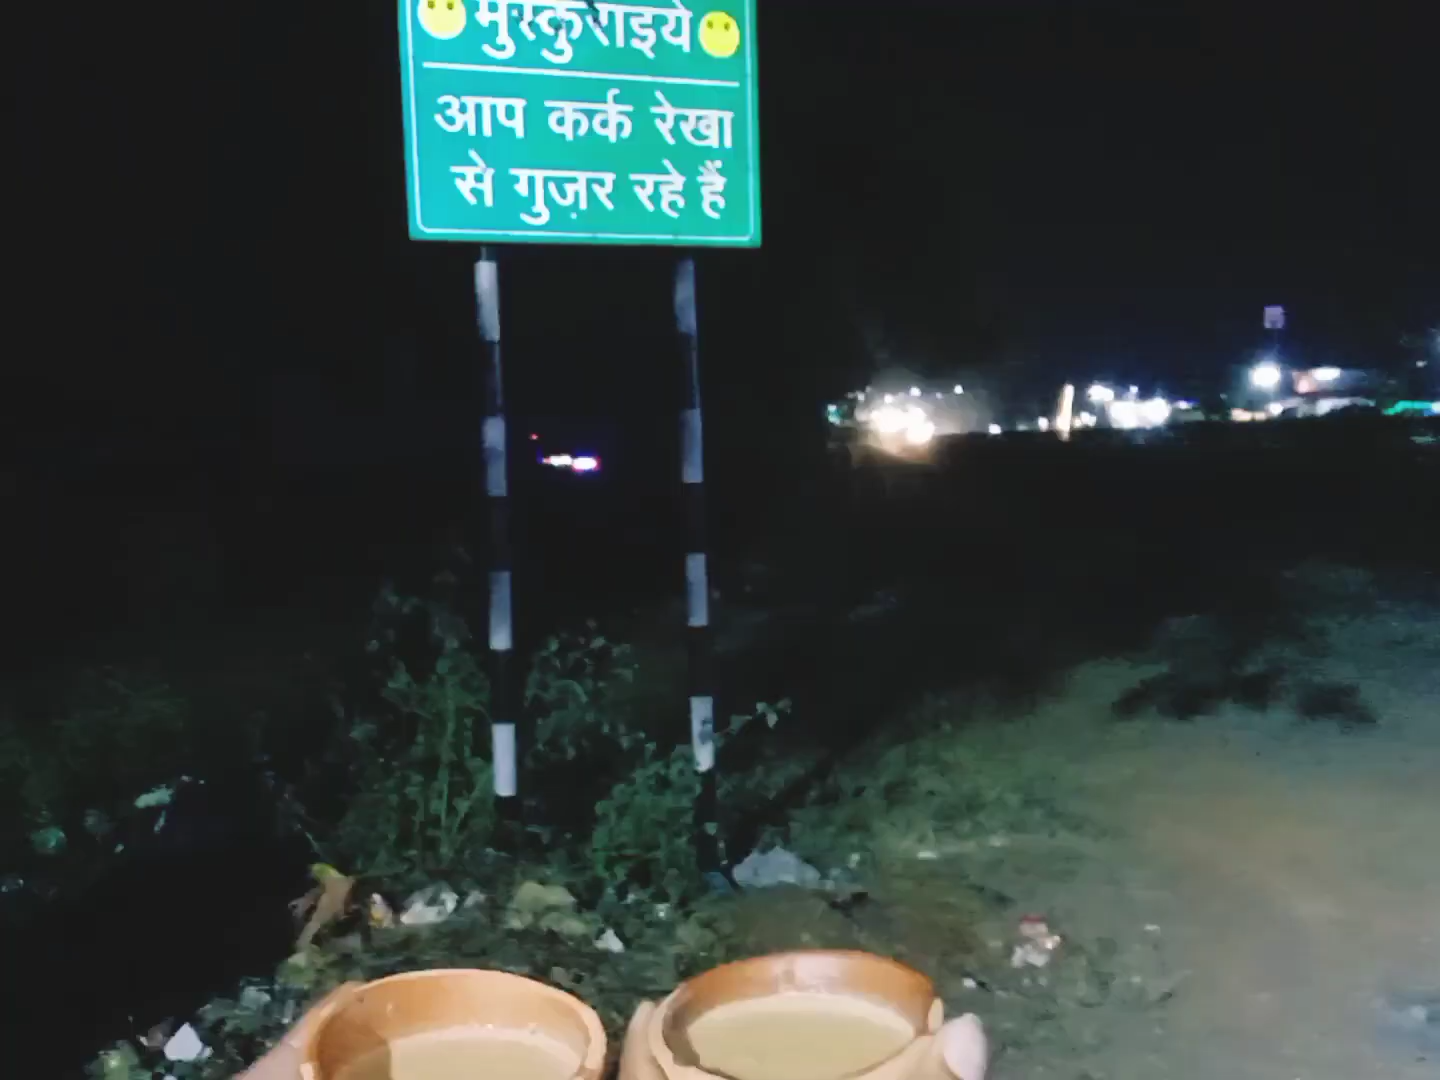 मुस्कुराइये
आप कर्क रेखा
से गुज़र रहे हैं